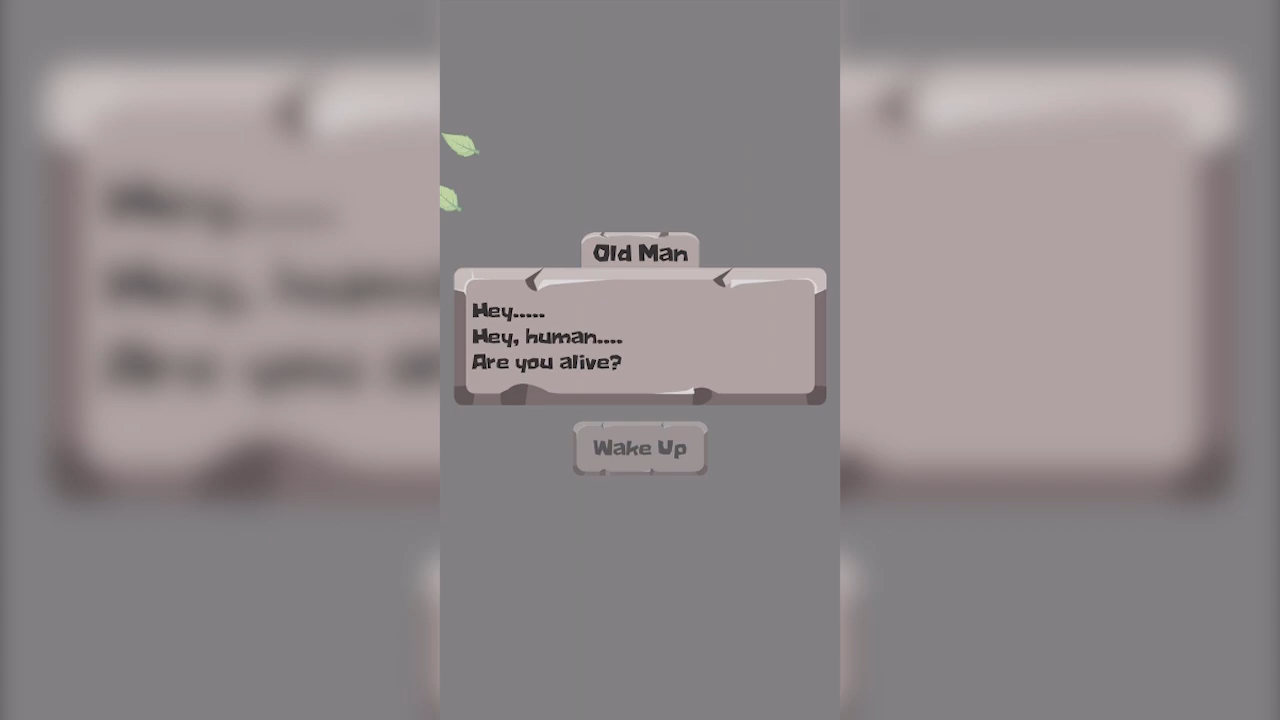 Old Man
Hey.....
Hey, human....
Are you alive?
Wake Up